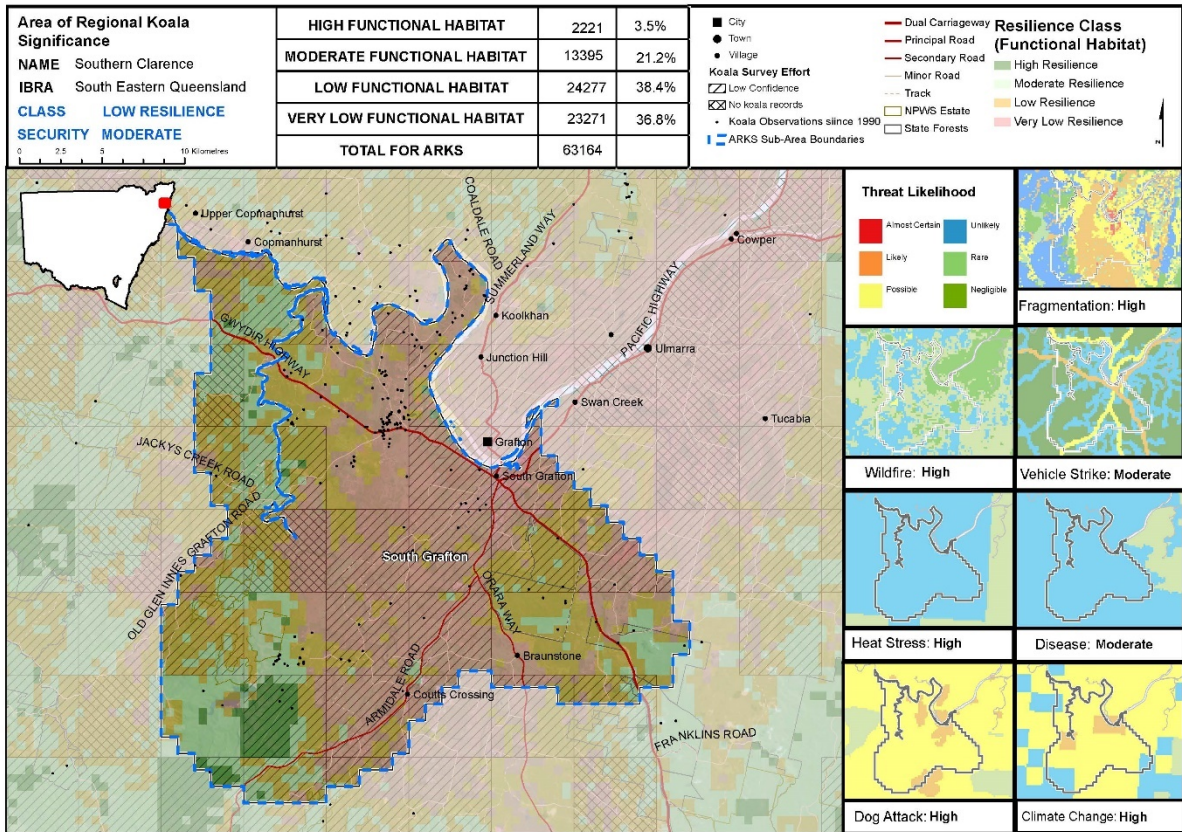 Area of Regional Koala
Significance
NAME Southern Clarence
IBRA South Eastern Queensland
CLASS LOW RESILIENCE
SECURITY MODERATE
0 2.5 5 10 Kilometres
HIGH FUNCTIONAL HABITAT 2221 3.5%
MODERATE FUNCTIONAL HABITAT 13395 21.2%
LOW FUNCTIONAL HABITAT 24277 38.4%
VERY LOW FUNCTIONAL HABITAT 23271 36.8%
TOTAL FOR ARKS 63164
City
Town
Village
Koala Survey Effort
Low Confidence
No koala records
Koala Observations siince 1990
ARKS Sub-Area Boundaries
Dual Carriageway
Principal Road
Secondary Road
Minor Road
Track
NPWS Estate
State Forests
Resilience Class
(Functional Habitat)
High Resilience
Moderate Resilience
Low Resilience
Very Low Resilience
N
Upper Copmanhurst
Copmanhurst
COALDALE ROAD
SUMMERLAND WAY
Cowper
PACIFIC HIGHWAY
Koolkhan
GWYDIR HIGHWAY
Junction Hill
Ulmarra
Swan Creek
Tucabia
Grafton
JACKYS CREEK ROAD
South Grafton
OLD GLEN INNES GRAFTON ROAD
South Grafton
ORARA WAY
Braunstone
ARMIDALE ROAD
Coutts Crossing
FRANKLINS ROAD
Threat Likelihood
Almost Certain
Unlikely
Likely
Rare
Possible
Negligible
Fragmentation: High
Wildfire: High
Vehicle Strike: Moderate
Heat Stress: High
Disease: Moderate
Dog Attack: High
Climate Change: High